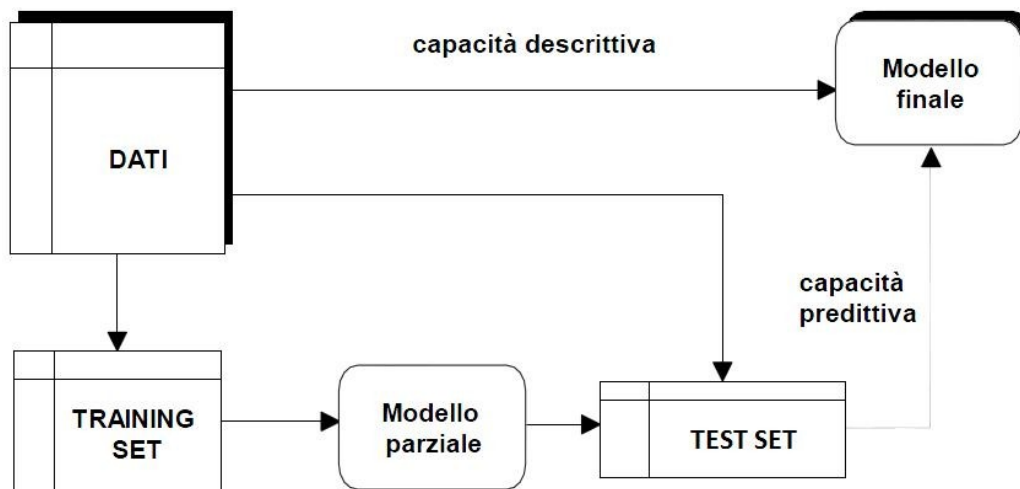 capacità descrittiva
Modello
finale
DATI
capacità
predittiva
TRAINING
SET
Modello
parziale
TEST SET